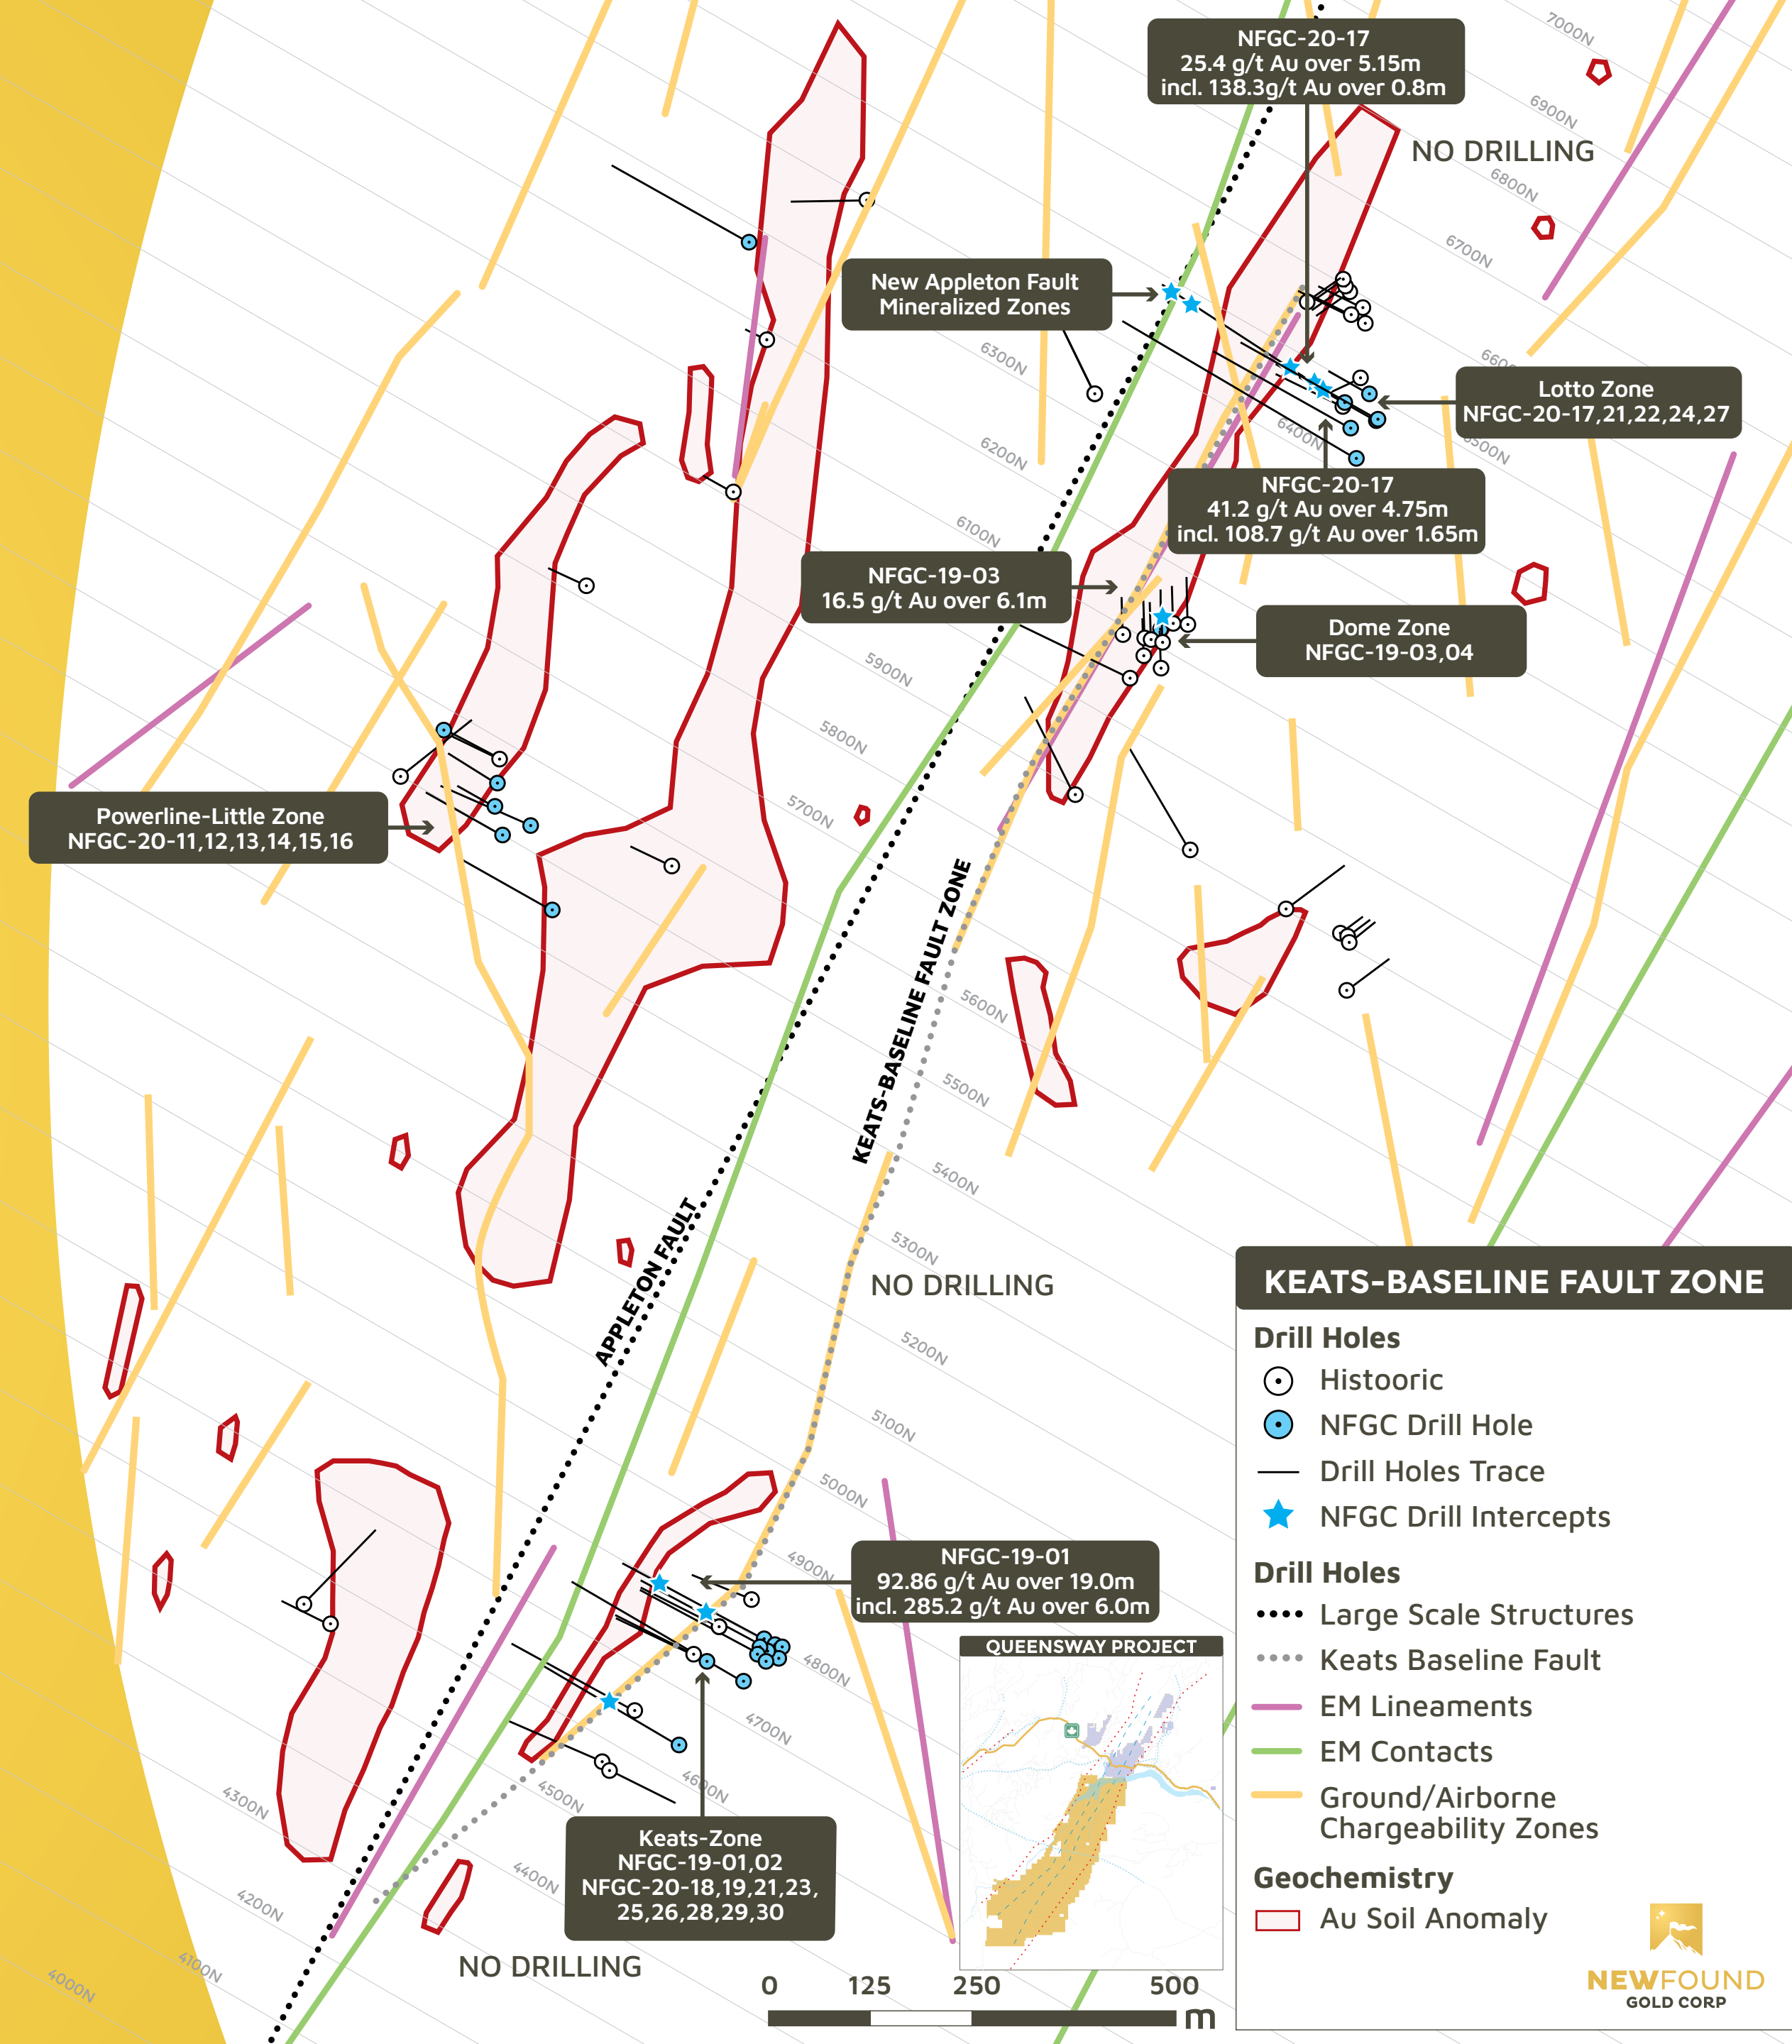 7000N
NFGC-20-17
25.4 g/t Au over 5.15m
incl. 138.3g/t Au over 0.8m
6900N
NO DRILLING
6800N
6700N
New Appleton Fault
Mineralized Zones
6300N
Lotto Zone
NFGC-20-17,21,22,24,27
6400N
6200N
NFGC-20-17
41.2 g/t Au over 4.75m
incl. 108.7 g/t Au over 1.65m
6100N
NFGC-19-03
16.5 g/t Au over 6.1m
Dome Zone
NFGC-19-03,04
5900N
5800N
5700N
Powerline-Little Zone
NFGC-20-11,12,13,14,15,16
KEATS-BASELINE FAULT ZONE
5600N
5500N
5400N
APPLETON FAULT
5300N
NO DRILLING
5200N
5100N
5000N
4900N
NFGC-19-01
92.86 g/t Au over 19.0m
incl. 285.2 g/t Au over 6.0m
4800N
4700N
4600N
4500N
4300N
4400N
4200N
4100N
4000N
Keats-Zone
NFGC-19-01,02
NFGC-20-18,19,21,23,
25,26,28,29,30
NO DRILLING
QUEENSWAY PROJECT
0 125 250 500
m
KEATS-BASELINE FAULT ZONE
Drill Holes
Histooric
NFGC Drill Hole
Drill Holes Trace
NFGC Drill Intercepts
Drill Holes
Large Scale Structures
Keats Baseline Fault
EM Lineaments
EM Contacts
Ground/Airborne
Chargeability Zones
Geochemistry
Au Soil Anomaly
NEWFOUND
GOLD CORP